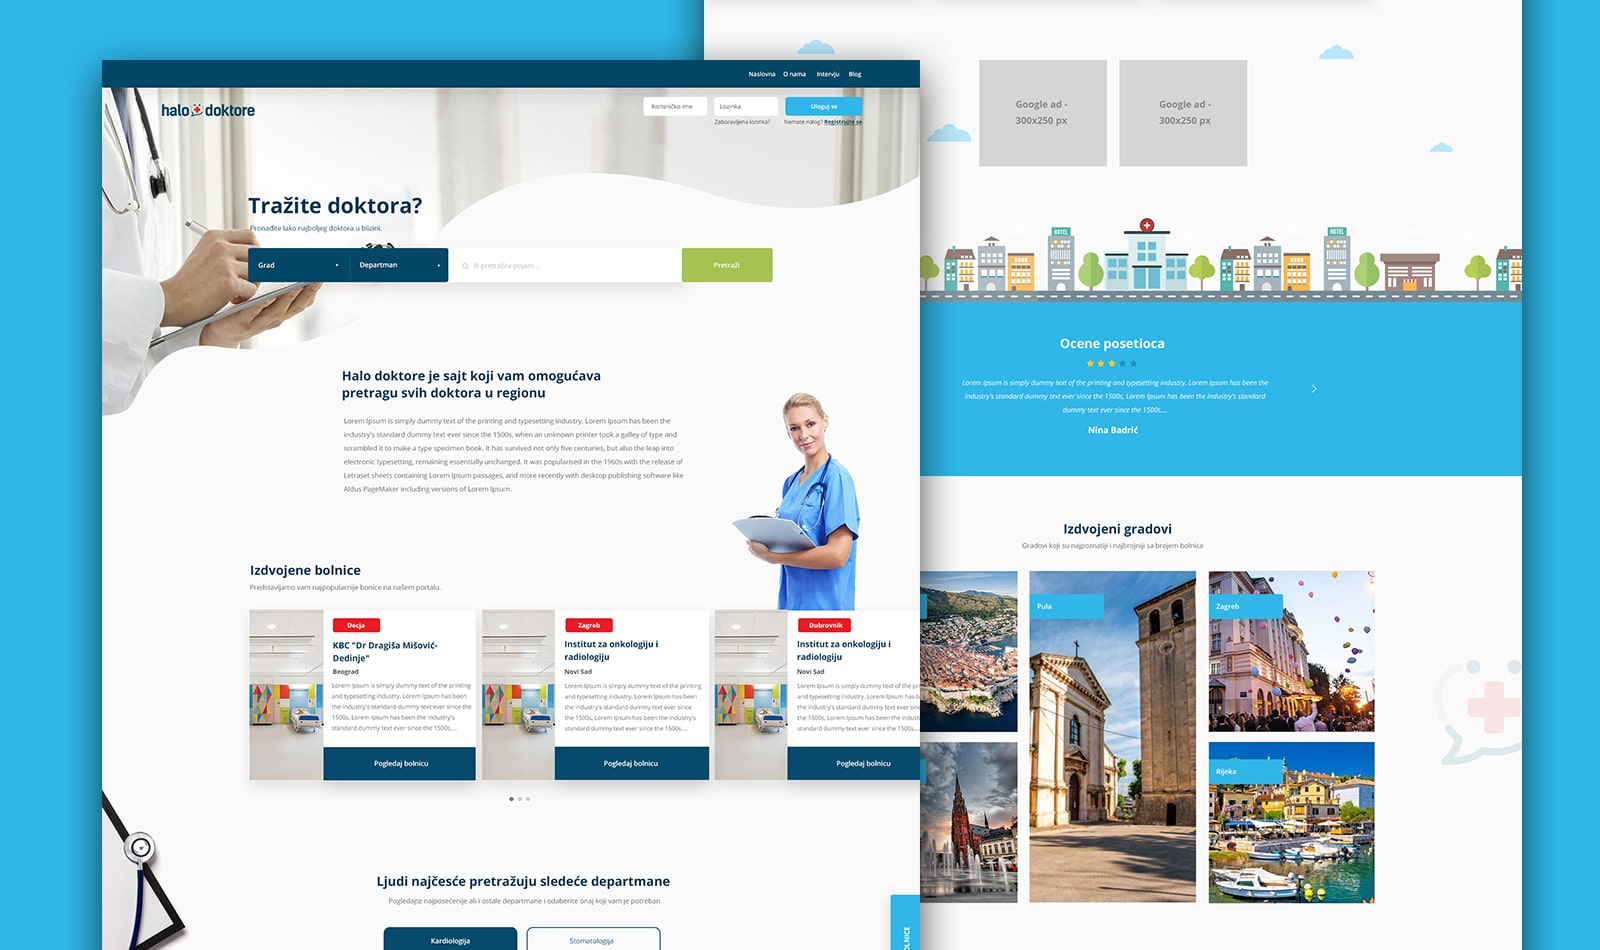 Naslovna O nama Intervju Blog
halo doktore
Korisničko ime Lozinka Uloguj se
Zaboravljena lozinka? Nemate nalog? Registrujte se
Tražite doktora?
Pronađite lako najboljeg doktora u blizini.
Grad Departman ili pretražite pojam... Pretraži
Halo doktore je sajt koji vam omogućava
pretragu svih doktora u regionu
Lorem Ipsum is simply dummy text of the printing and typesetting industry. Lorem Ipsum has been the
industry's standard dummy text ever since the 1500s, when an unknown printer took a galley of type and
scrambled it to make a type specimen book. It has survived not only five centuries, but also the leap into
electronic typesetting, remaining essentially unchanged. It was popularised in the 1960s with the release of
Letraset sheets containing Lorem Ipsum passages, and more recently with desktop publishing software like
Aldus PageMaker including versions of Lorem Ipsum.
Izdvojene bolnice
Predstavljamo vam najpopularnije bonice na našem portalu.
Decja
KBC "Dr Dragiša Mišović-
Dedinje"
Beograd
Lorem Ipsum is simply dummy text of the printing
and typesetting industry. Lorem Ipsum has been
the industry's standard dummy text ever since the
1500s, Lorem Ipsum has been the industry's
standard dummy text ever since the 1500s....
Pogledaj bolnicu
Zagreb
Institut za onkologiju i
radiologiju
Novi Sad
Lorem Ipsum is simply dummy text of the printing
and typesetting industry. Lorem Ipsum has been
the industry's standard dummy text ever since
the 1500s, Lorem Ipsum has been the industry's
standard dummy text ever since the 1500s....
Pogledaj bolnicu
Dubrovnik
Institut za onkologiju i
radiologiju
Novi Sad
Lorem Ipsum is simply dummy text of the
and typesetting industry. Lorem Ipsum
the industry's standard dummy text ever
the 1500s, Lorem Ipsum has been the
standard dummy text ever since the 1500s....
Pogledaj bolnicu
Ljudi najčesće pretražuju sledeće departmane
Pogledajte najposećenije ali i ostale departmane i odaberite onaj koji vam je potreban
Kardiologija Stomatologija
Google ad -
300x250 px
Google ad -
300x250 px
HOTEL
HOTEL
Ocene posetioca
Lorem Ipsum is simply dummy text of the printing and typesetting industry. Lorem Ipsum has been the
industry's standard dummy text ever since the 1500s, Lorem Ipsum has been the industry's standard
dummy text ever since the 1500s....
Nina Badrić
Izdvojeni gradovi
Gradovi koji su najpoznatiji i najbrojniji sa brojem bolnica
Pula
Zagreb
Rijeka